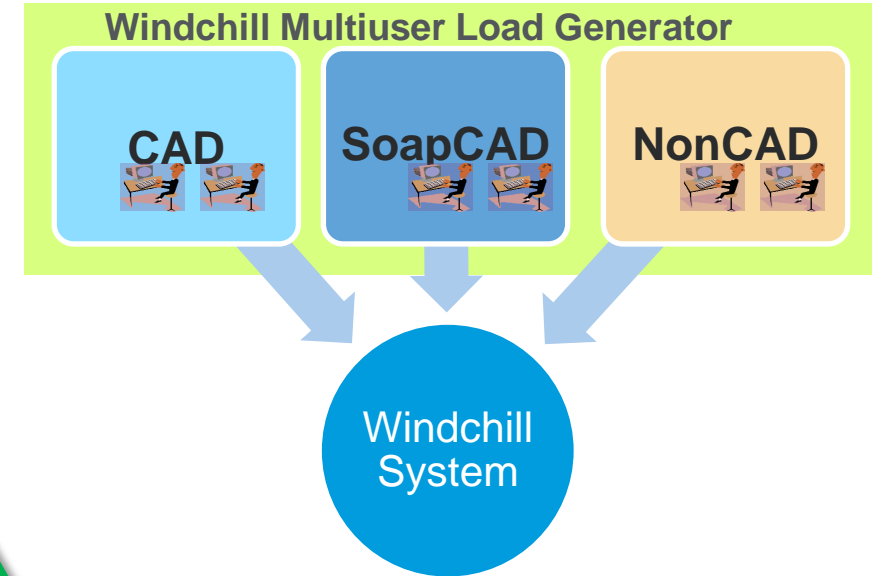 Windchill Multiuser Load Generator
CAD
SoapCAD
NonCAD
Windchill
System